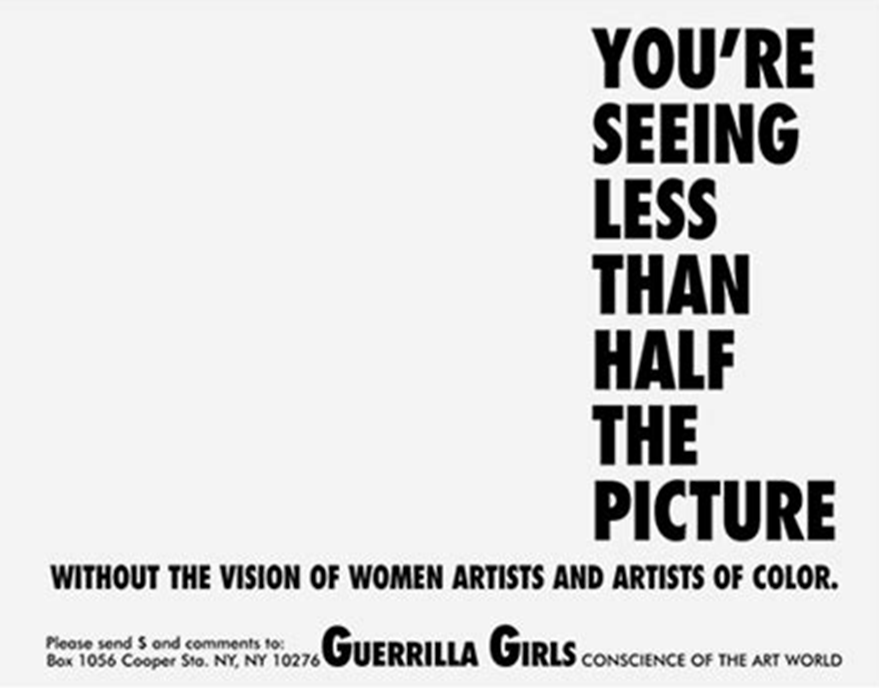 YOU'RE
SEEING
LESS
THAN
HALF
THE
PICTURE
WITHOUT THE VISION OF WOMEN ARTISTS AND ARTISTS OF COLOR.
Please send $ and comments to:
Box 1056 Cooper Sta. NY, NY 10276 GUERRILLA GIRLS CONSCIENCE OF THE ART WORLD